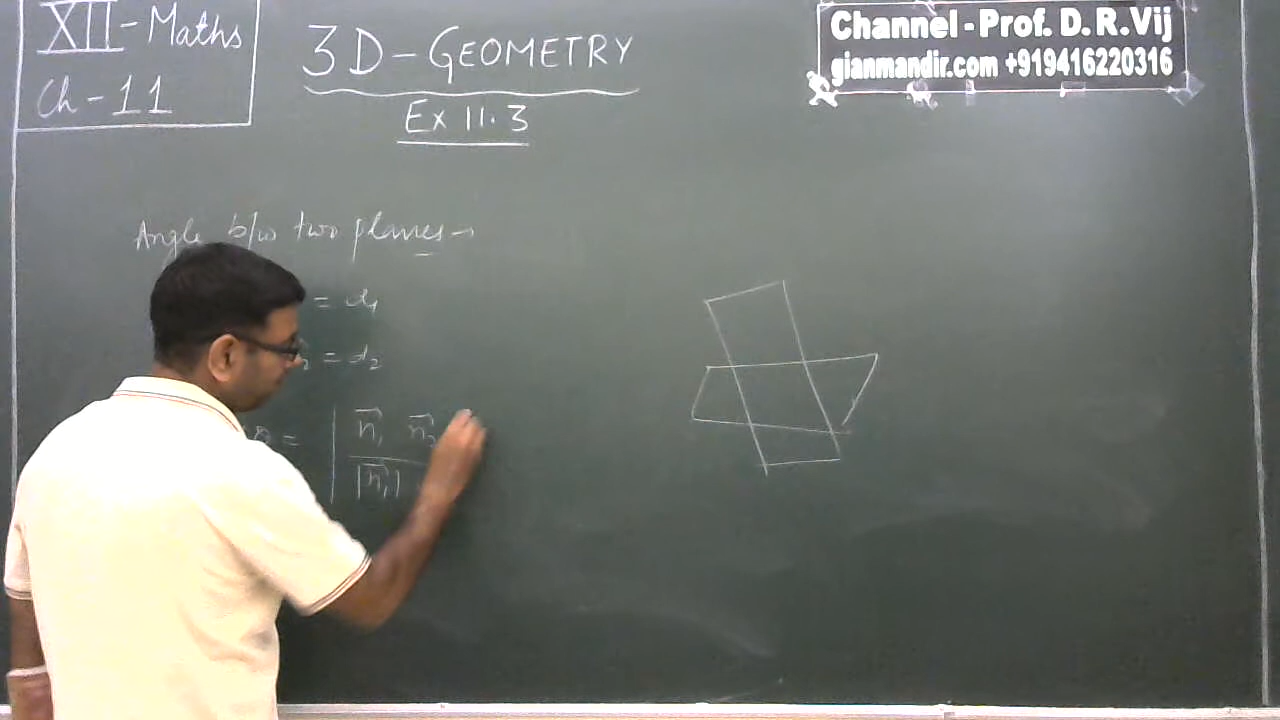 XII - Maths
Ch - 11
3D - GEOMETRY
Ex 11.3
Channel - Prof. D. R. Vij
gianmandir.com +919416220316
Angle b/w two planes →
= d₁
= d₂
θ = | n⃗₁ n⃗₂
|n⃗₁|